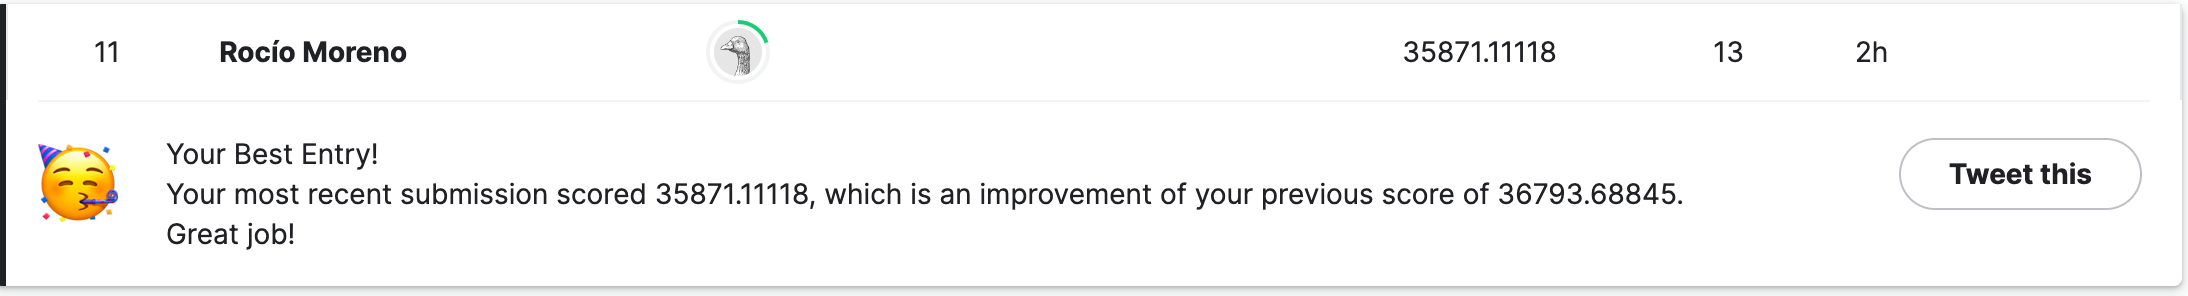 11 Rocío Moreno 35871.11118 13 2h
Your Best Entry!
Your most recent submission scored 35871.11118, which is an improvement of your previous score of 36793.68845.
Great job!
Tweet this